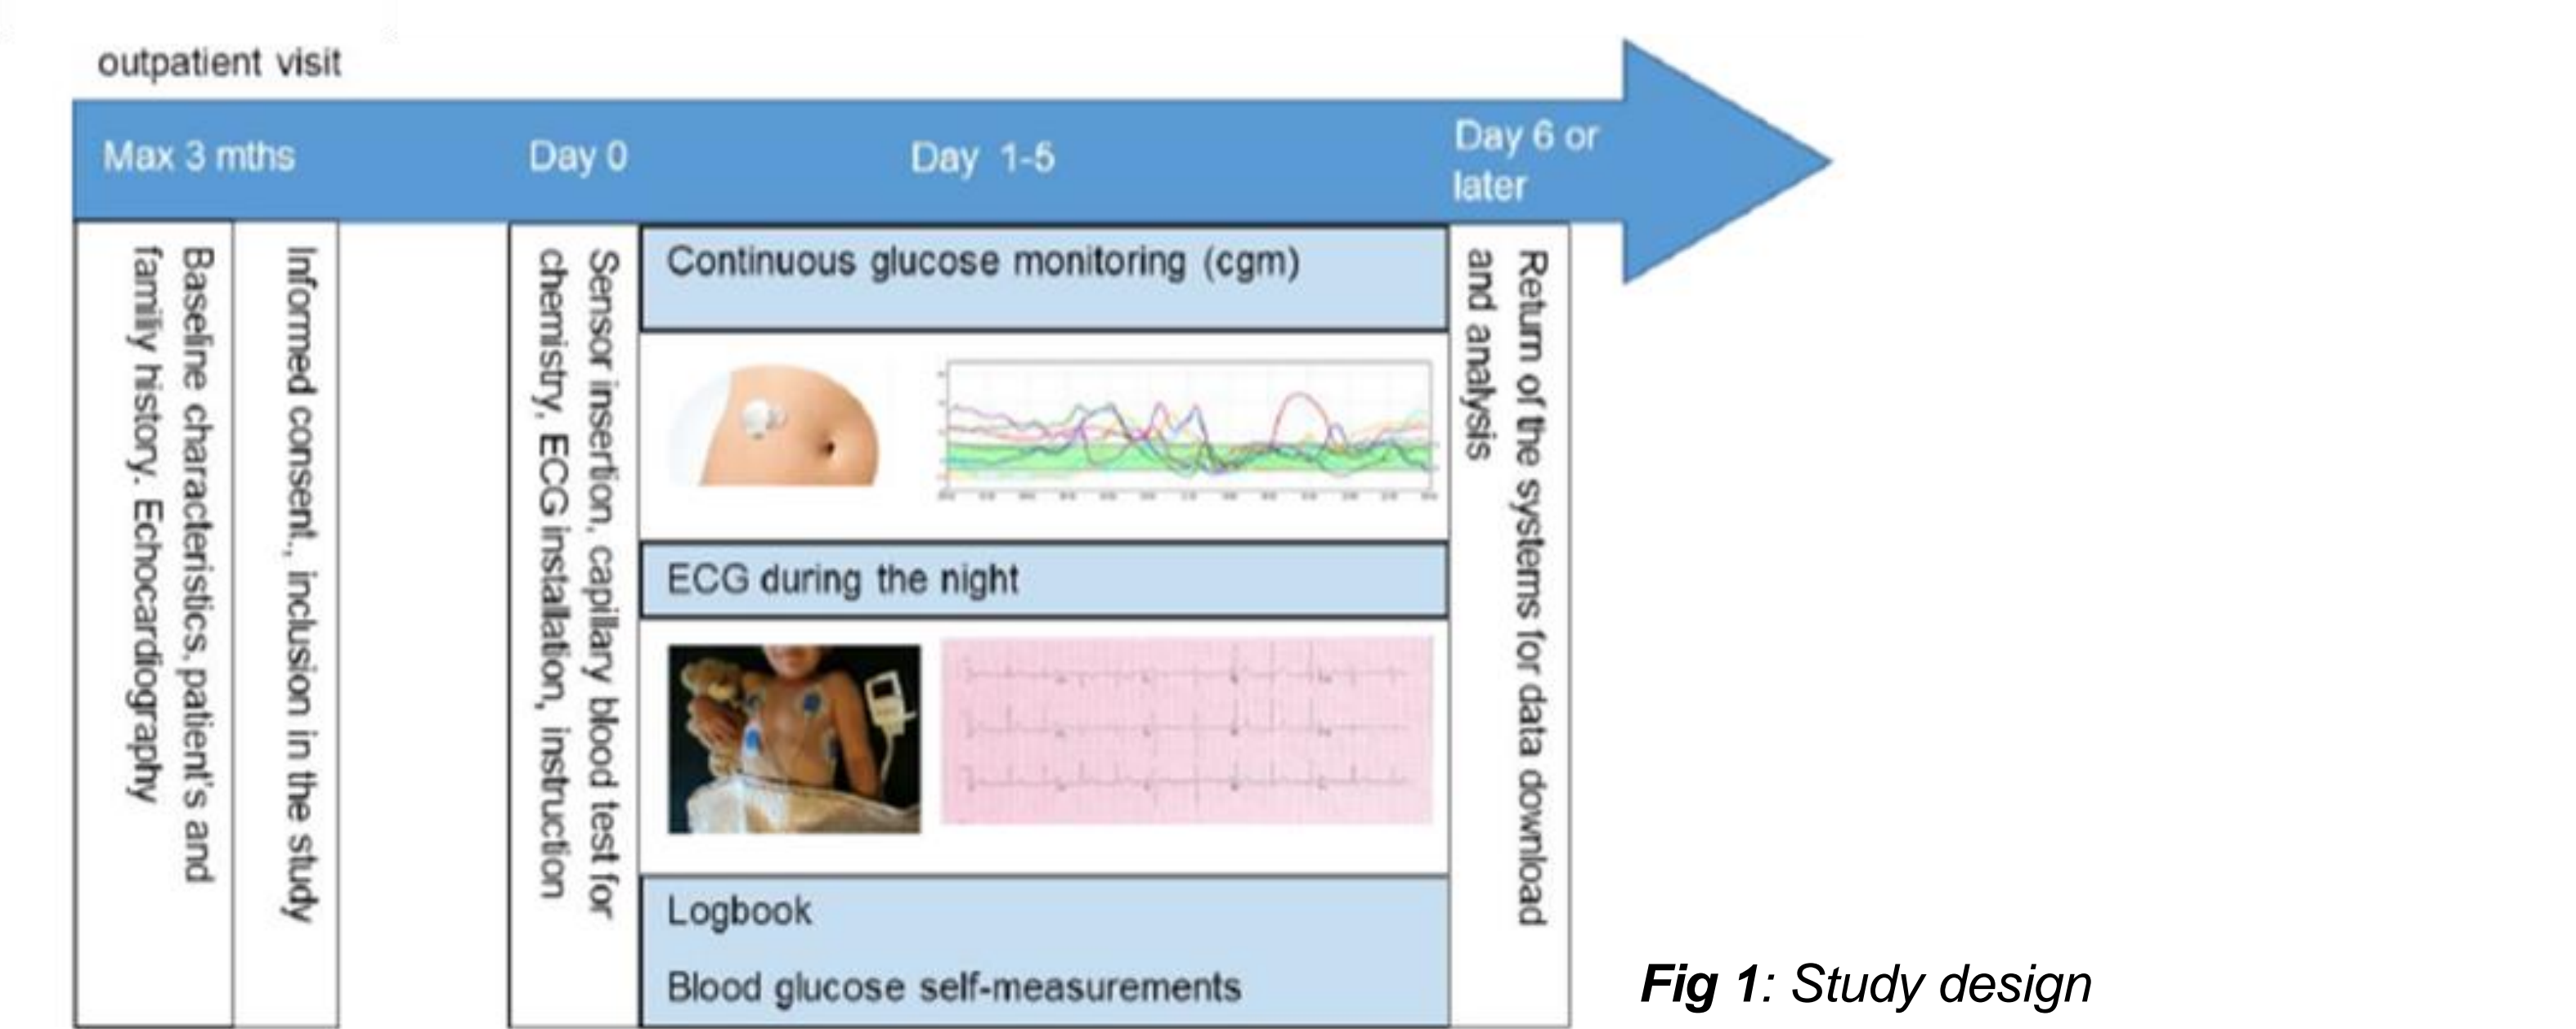 outpatient visit
Max 3 mths
Day 0
Day 1-5
Day 6 or
later
Baseline characteristics, patient's and
familiy history. Echocardiography
Informed consent., inclusion in the study
Sensor insertion, capillary blood test for
chemistry, ECG installation, instruction
Continuous glucose monitoring (cgm)
ECG during the night
Logbook
Blood glucose self-measurements
Return of the systems for data download
and analysis
Fig 1: Study design